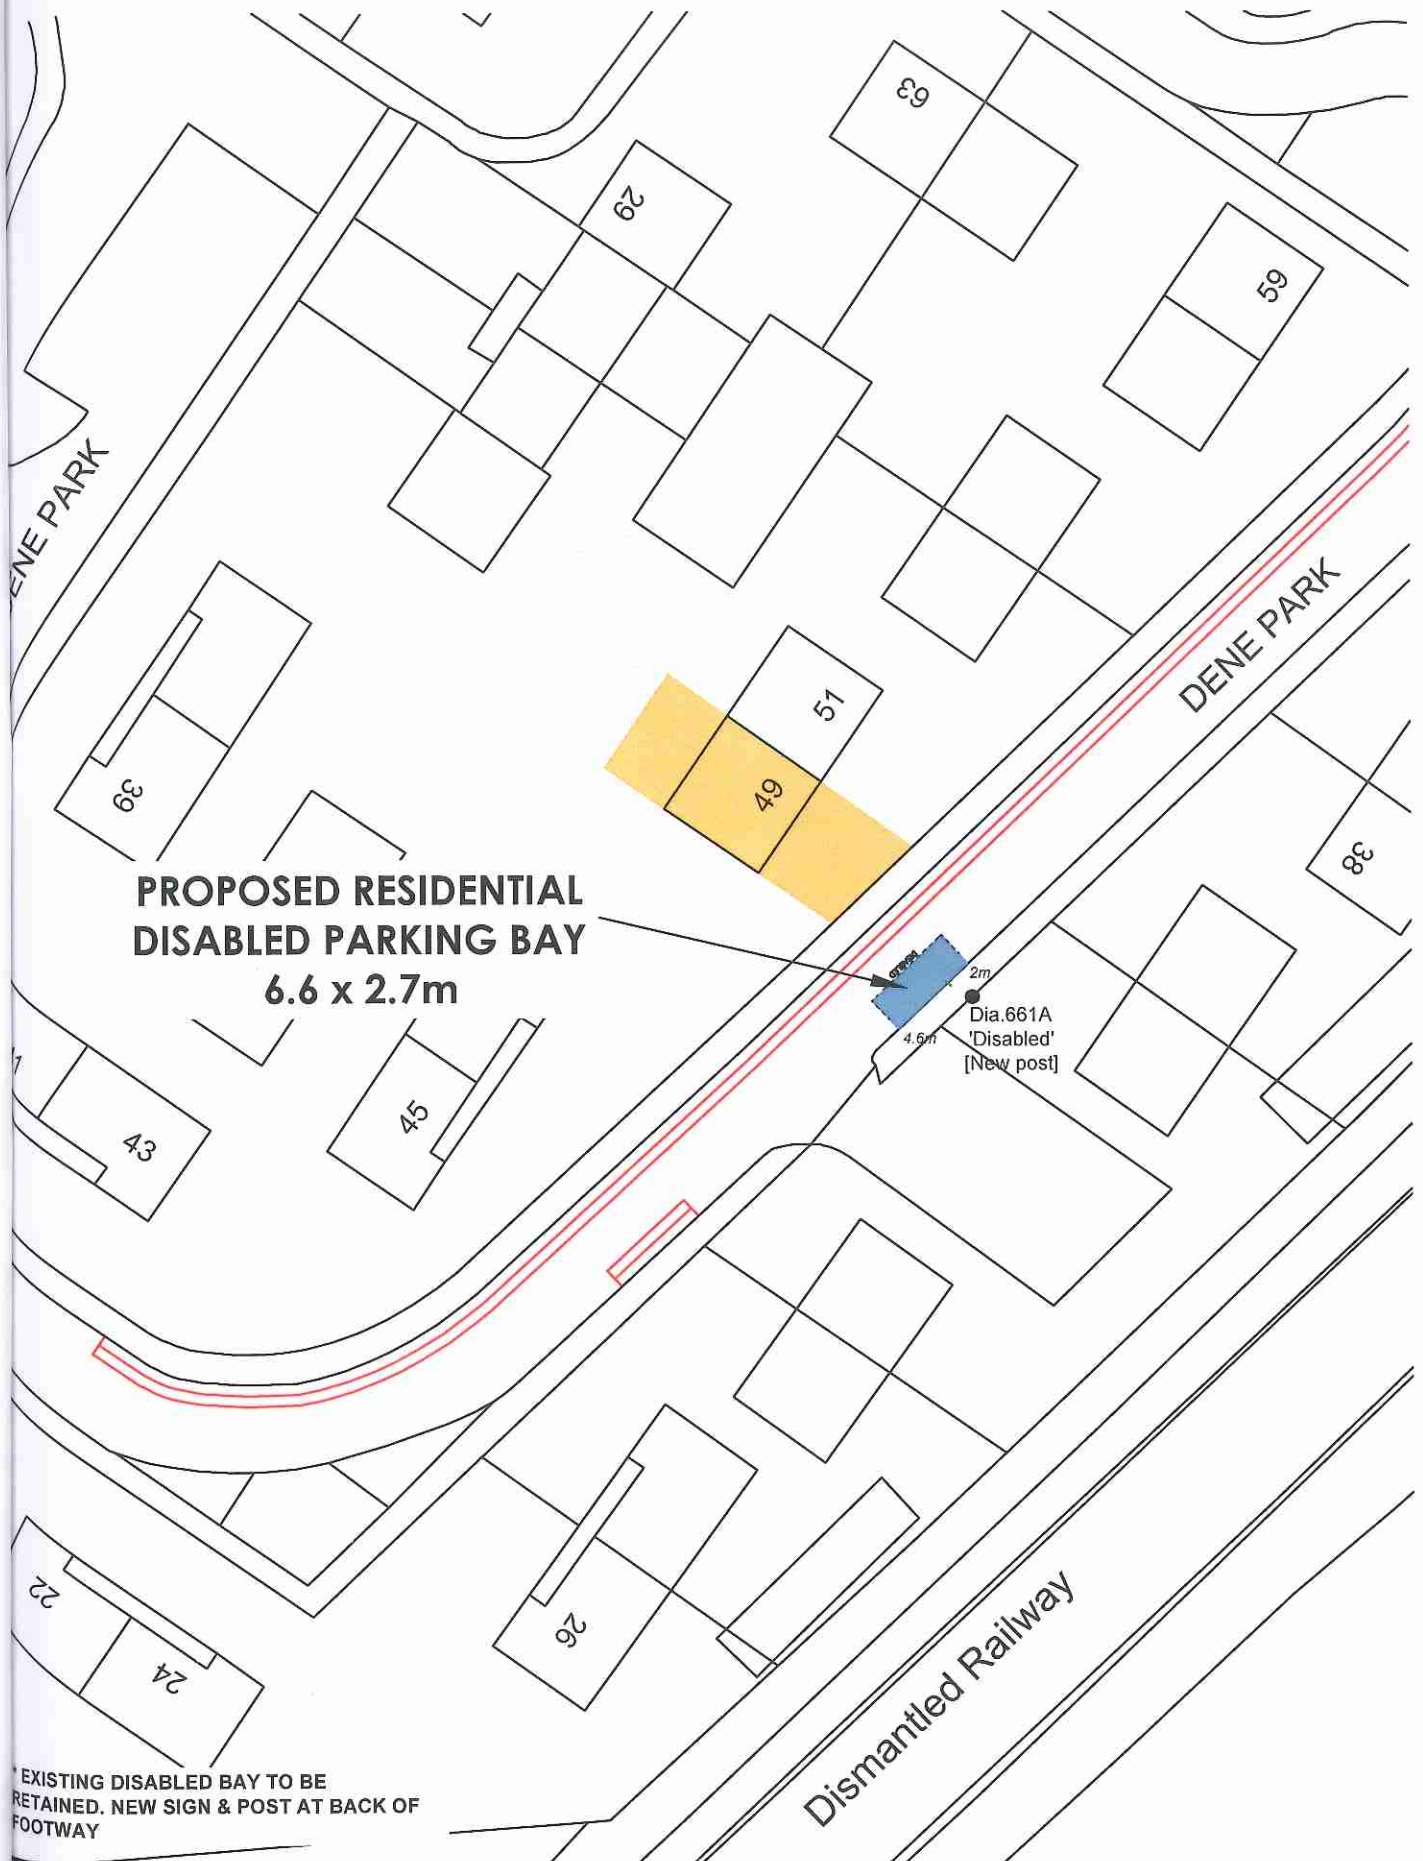 63
29
59
DENE PARK
ENE PARK
51
49
39
38
PROPOSED RESIDENTIAL
DISABLED PARKING BAY
6.6 x 2.7m
DISABLED
2m
Dia.661A
4.6m
'Disabled'
[New post]
45
43
26
22
24
Dismantled Railway
* EXISTING DISABLED BAY TO BE
RETAINED. NEW SIGN & POST AT BACK OF
FOOTWAY